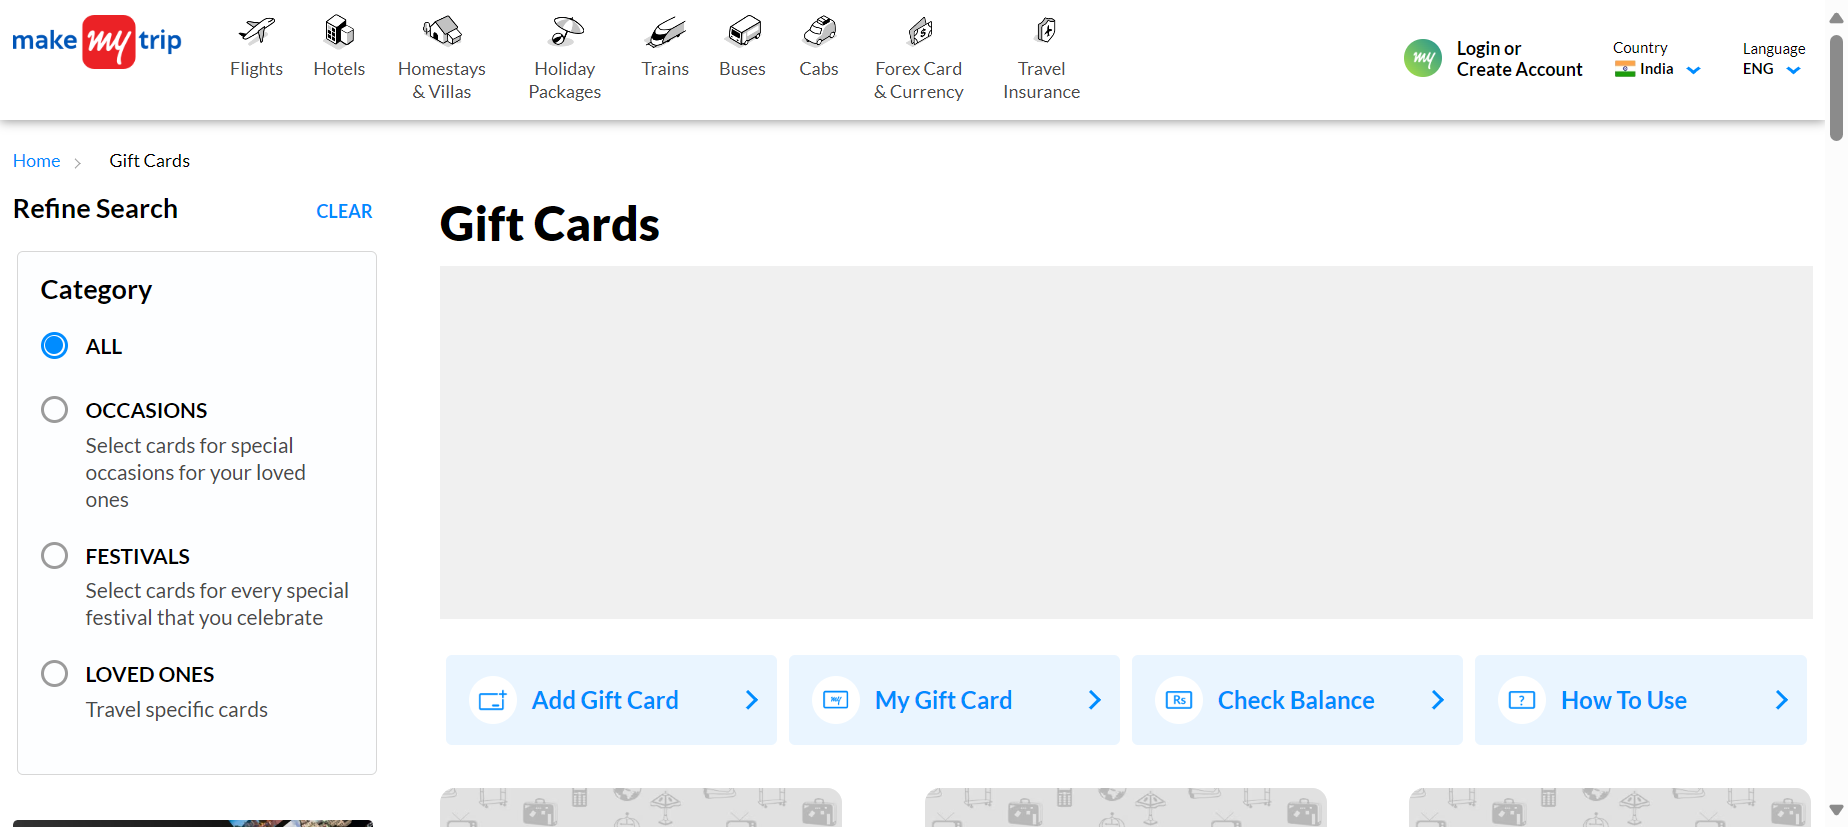 make my trip
Flights
Hotels
Homestays
& Villas
Holiday
Packages
Trains
Buses
Cabs
Forex Card
& Currency
Travel
Insurance
my
Login or
Create Account
Country
India
Language
ENG
Home
Gift Cards
Refine Search
CLEAR
Category
ALL
OCCASIONS
Select cards for special
occasions for your loved
ones
FESTIVALS
Select cards for every special
festival that you celebrate
LOVED ONES
Travel specific cards
Gift Cards
Add Gift Card
my
My Gift Card
Rs
Check Balance
?
How To Use